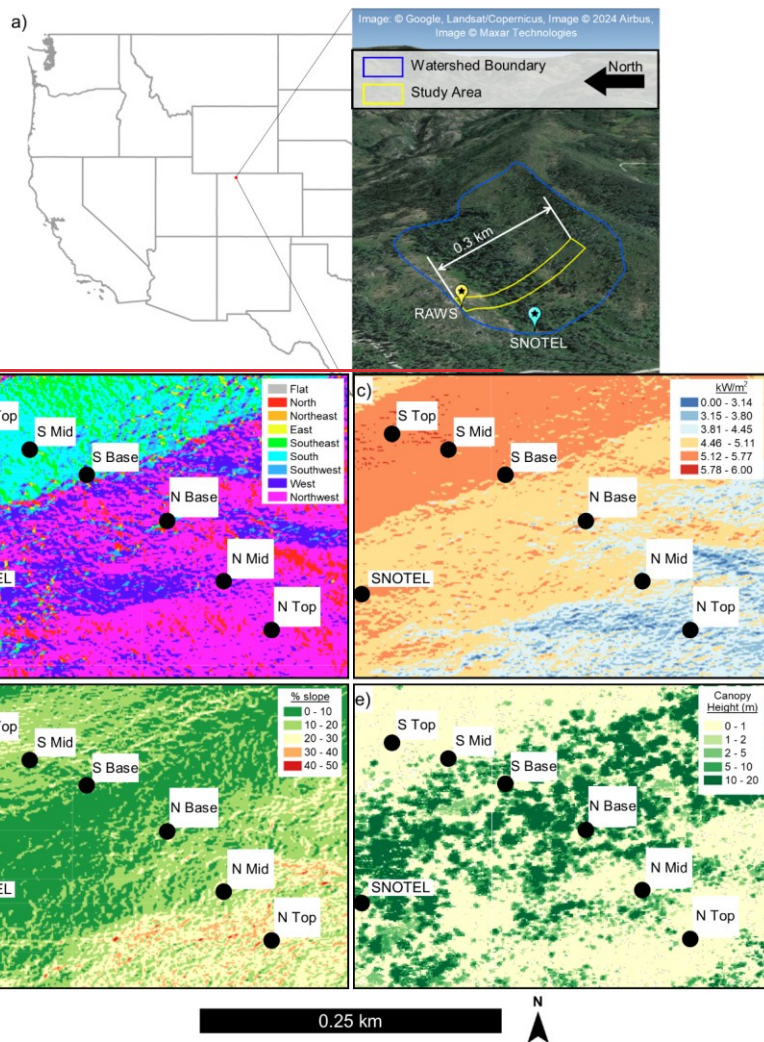 a)
Image: © Google, Landsat/Copernicus, Image © 2024 Airbus,
Image © Maxar Technologies
Watershed Boundary
Study Area
North
0.3 km
RAWS
SNOTEL
Top
S Mid
S Base
N Base
N Mid
N Top
OTEL
Flat
North
Northeast
East
Southeast
South
Southwest
West
Northwest
c)
S Top
S Mid
S Base
N Base
N Mid
N Top
SNOTEL
kW/m²
0.00 - 3.14
3.15 - 3.80
3.81 - 4.45
4.46 - 5.11
5.12 - 5.77
5.78 - 6.00
Top
S Mid
S Base
N Base
N Mid
N Top
EL
% slope
0 - 10
10 - 20
20 - 30
30 - 40
40 - 50
e)
S Top
S Mid
S Base
N Base
N Mid
N Top
SNOTEL
Canopy
Height (m)
0 - 1
1 - 2
2 - 5
5 - 10
10 - 20
0.25 km
N